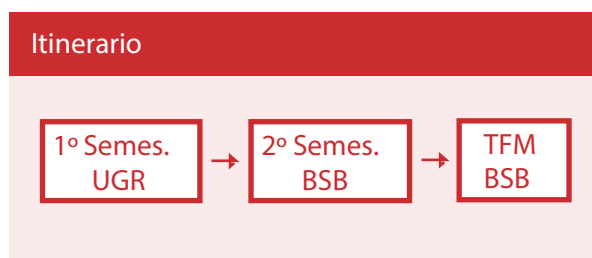 Itinerario
1º Semes.
UGR
2º Semes.
BSB
TFM
BSB